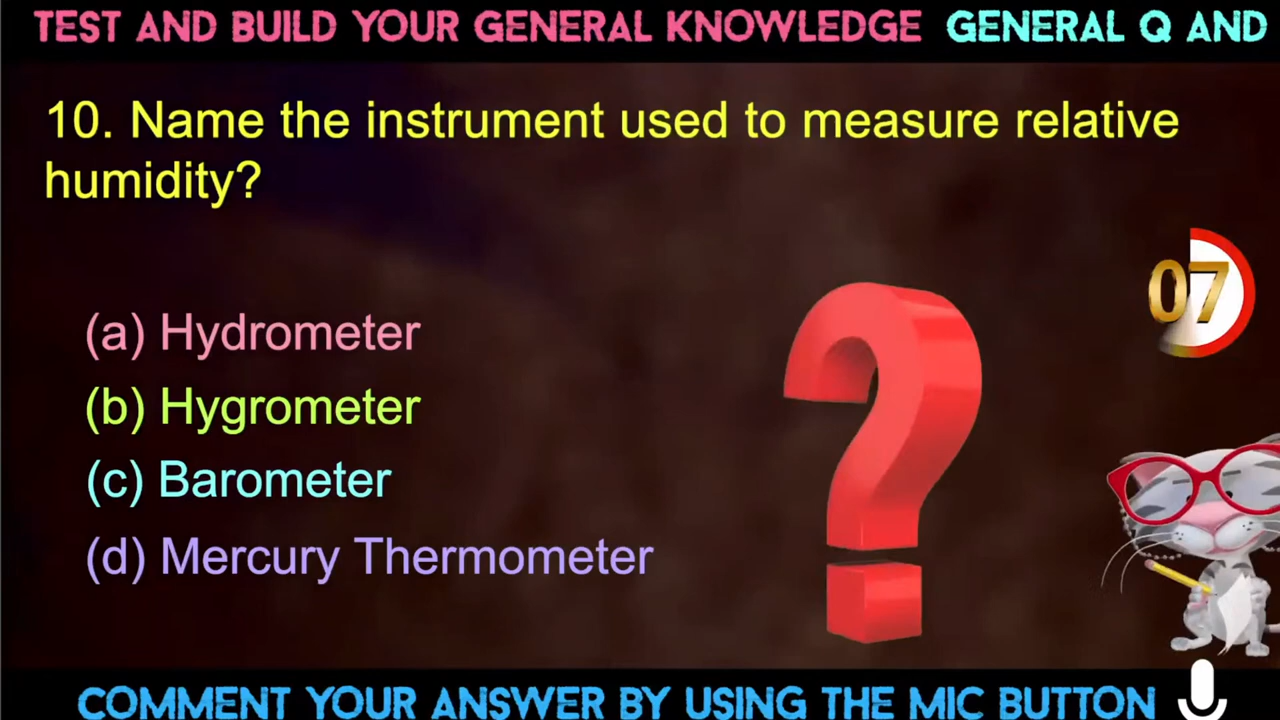 TEST AND BUILD YOUR GENERAL KNOWLEDGE GENERAL Q AND
10. Name the instrument used to measure relative
humidity?
07
(a) Hydrometer
(b) Hygrometer
(c) Barometer
(d) Mercury Thermometer
COMMENT YOUR ANSWER BY USING THE MIC BUTTON